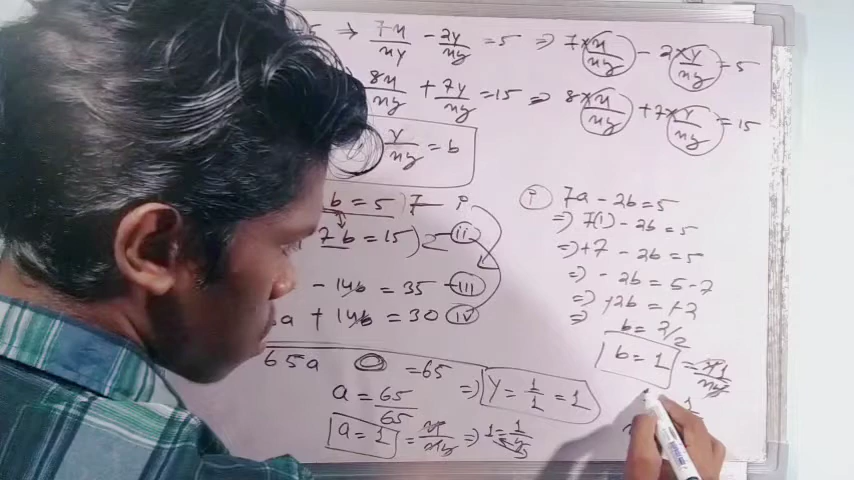 5 ⇒ 7x/xy - 2y/xy = 5 ⇒ 7 × x/xy - 2 × y/xy = 5
8x/xy + 7y/xy = 15 ⇒ 8 × x/xy + 7 × y/xy = 15
y/xy = b
b = 5) 7 — i
7b = 15) 2 — ii
- 14b = 35 — III
a + 14b = 30 IV
65a = 65
a = 65/65
a = 1 = x/xy ⇒ 1 = 1/y
⇒ y = 1/1 = 1
i 7a - 2b = 5
⇒ 7(1) - 2b = 5
⇒ +7 - 2b = 5
⇒ - 2b = 5 - 7
⇒ +2b = +2
⇒ b = 2/2
b = 1
1